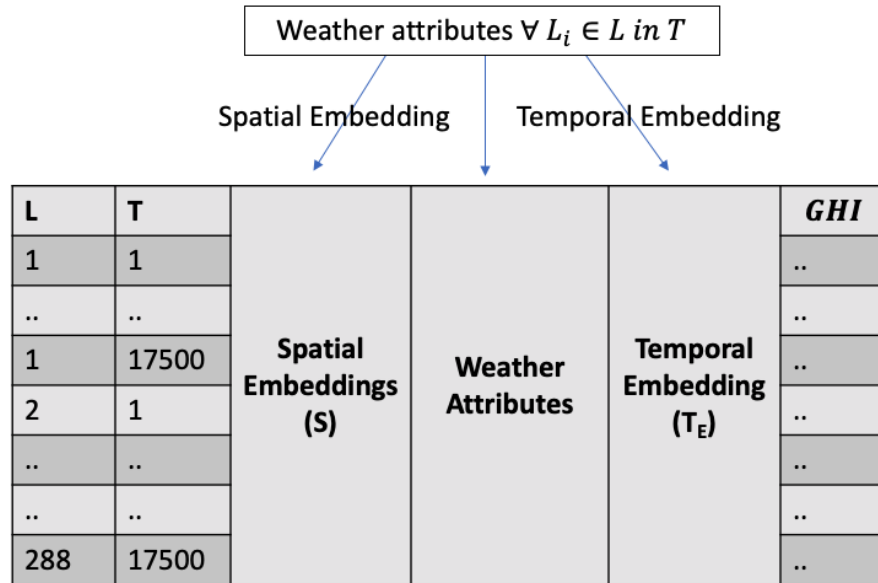 Weather attributes ∀ Lᵢ ∈ L in T
Spatial Embedding
Temporal Embedding
L T GHI
1 1 ..
.. .. ..
1 17500 ..
2 1 ..
.. .. ..
.. .. ..
288 17500 ..
Spatial
Embeddings
(S)
Weather
Attributes
Temporal
Embedding
(T_E)